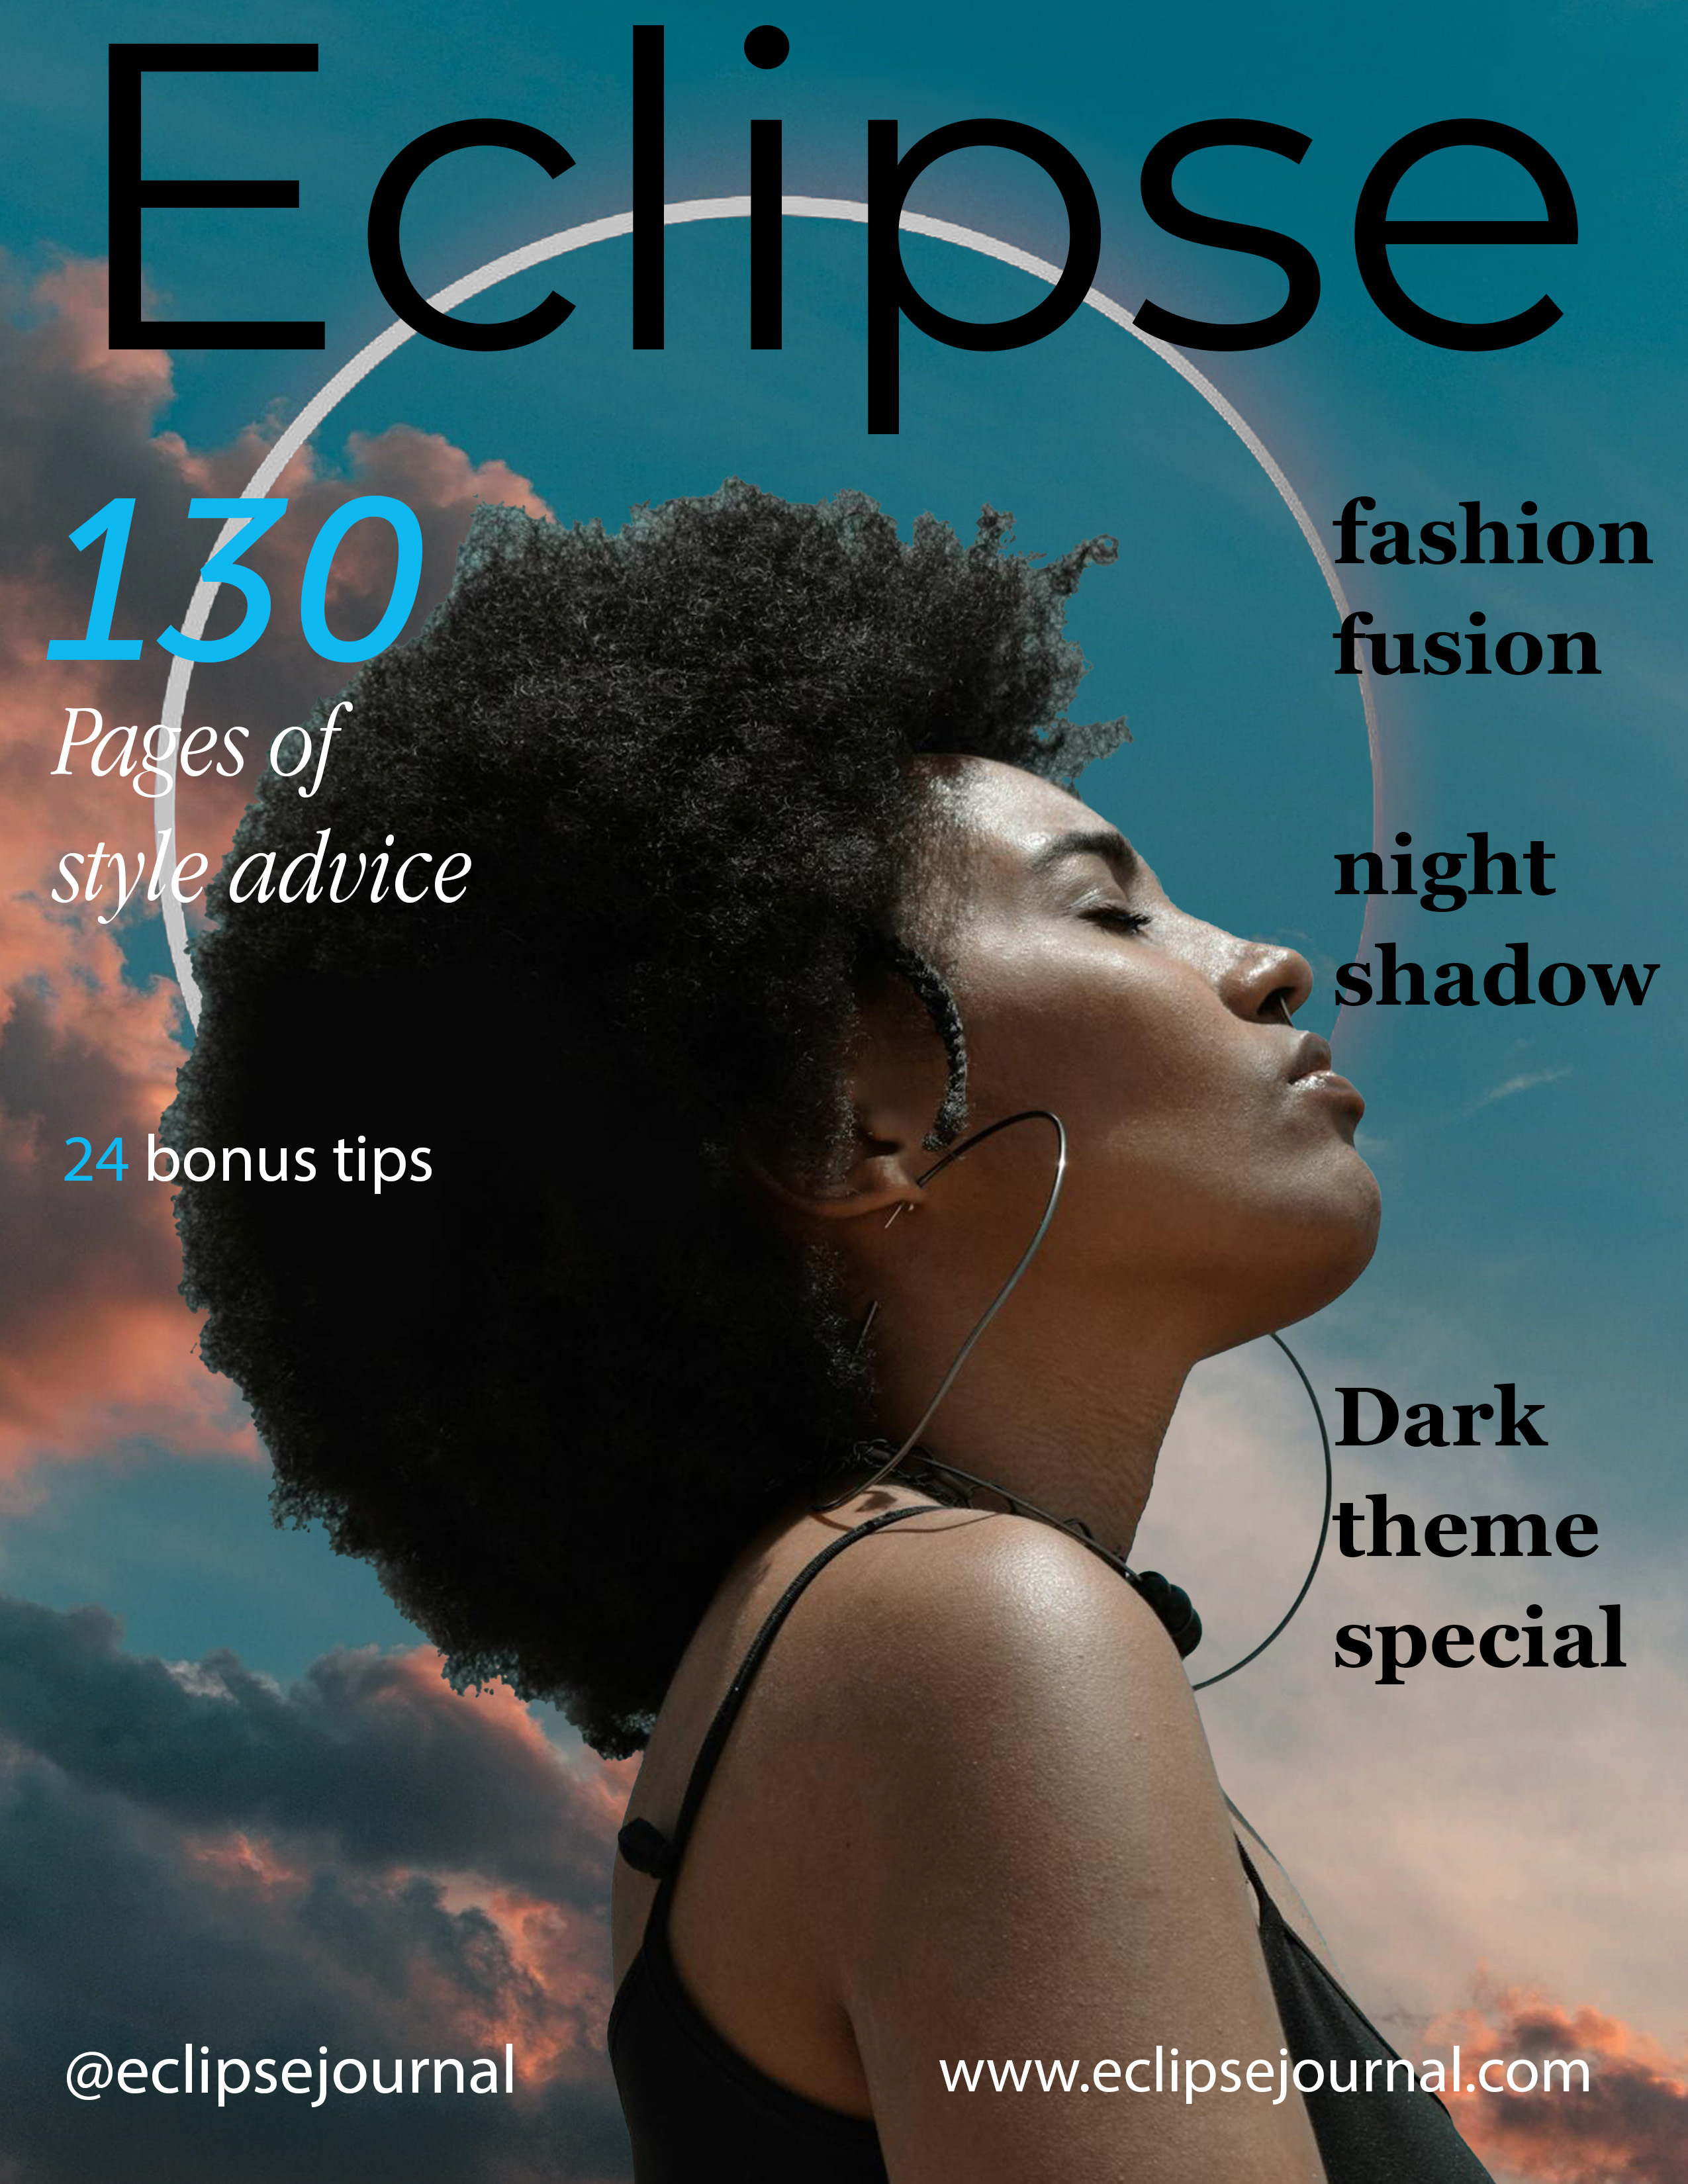 Eclipse
130
Pages of
style advice
24 bonus tips
fashion
fusion
night
shadow
Dark
theme
special
@eclipsejournal
www.eclipsejournal.com